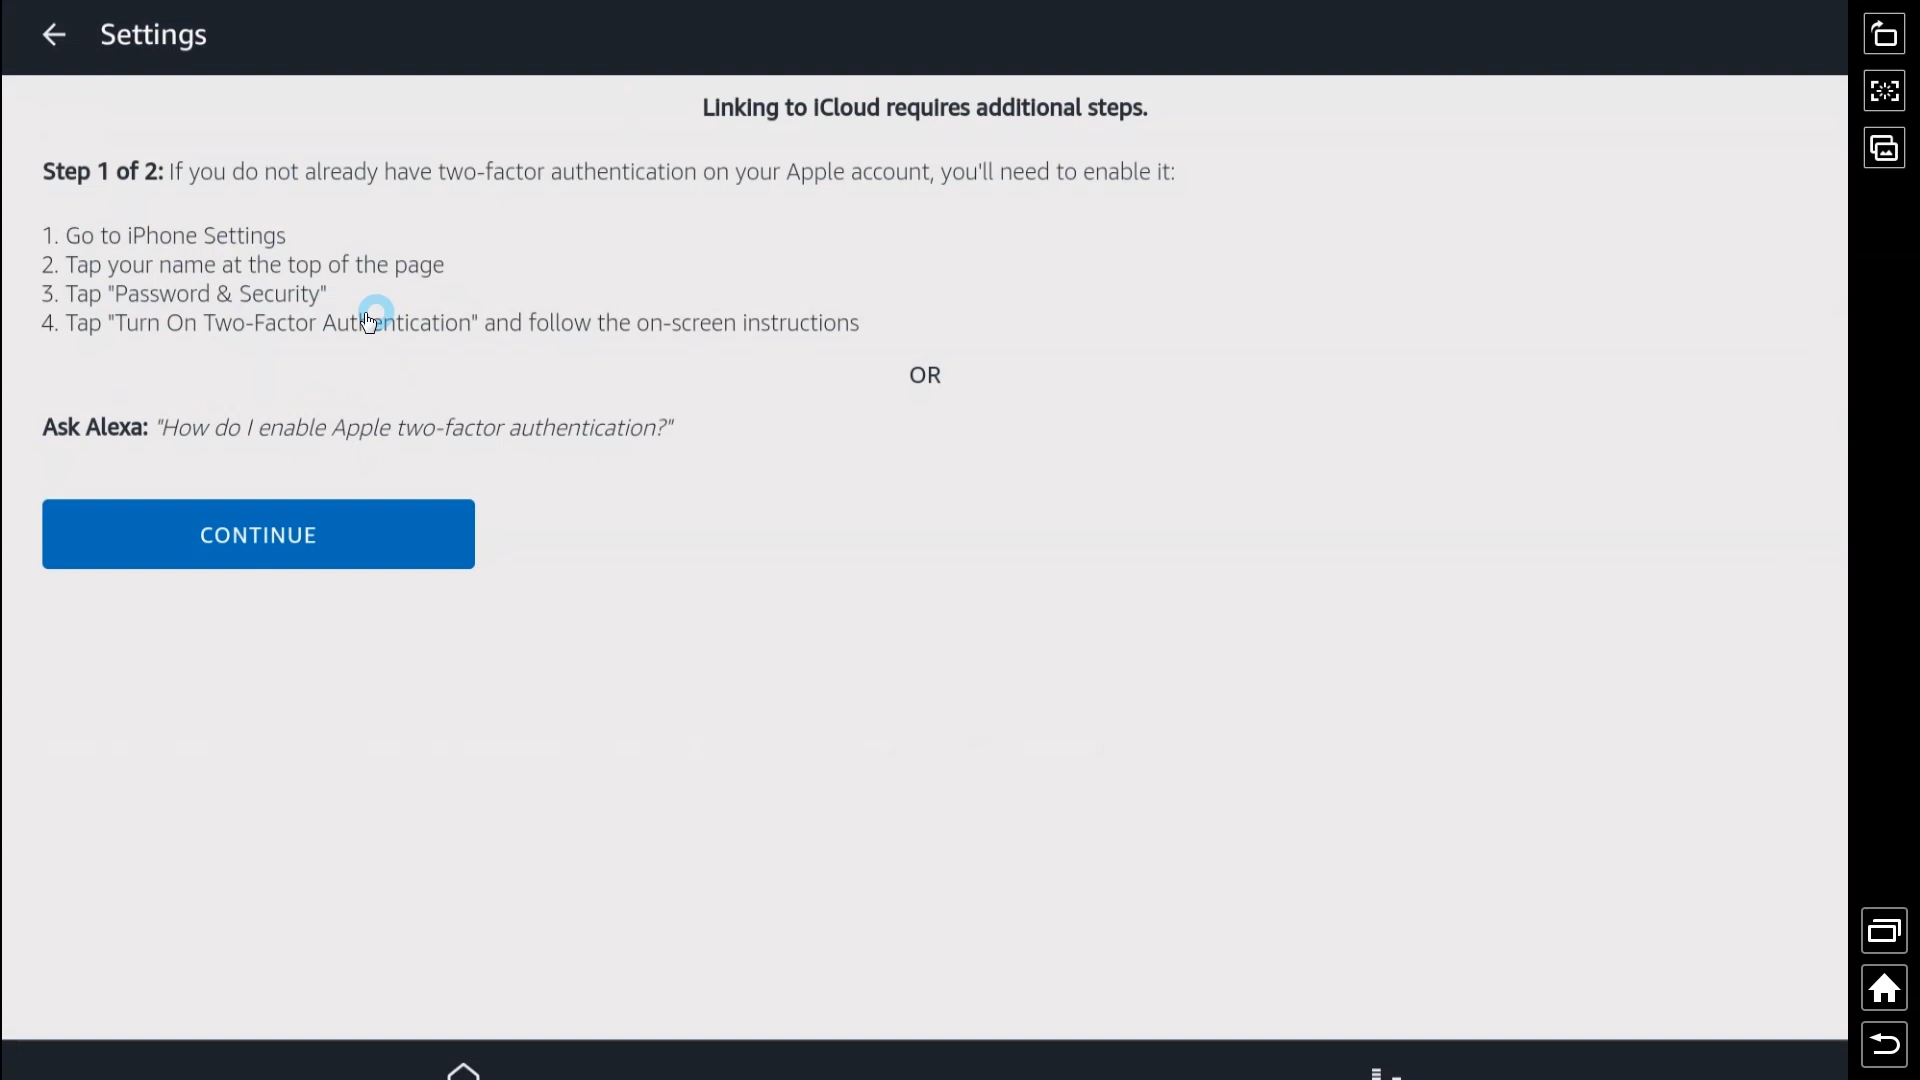 Settings
Linking to iCloud requires additional steps.
Step 1 of 2: If you do not already have two-factor authentication on your Apple account, you'll need to enable it:
1. Go to iPhone Settings
2. Tap your name at the top of the page
3. Tap "Password & Security"
4. Tap "Turn On Two-Factor Authentication" and follow the on-screen instructions
OR
Ask Alexa: "How do I enable Apple two-factor authentication?"
CONTINUE